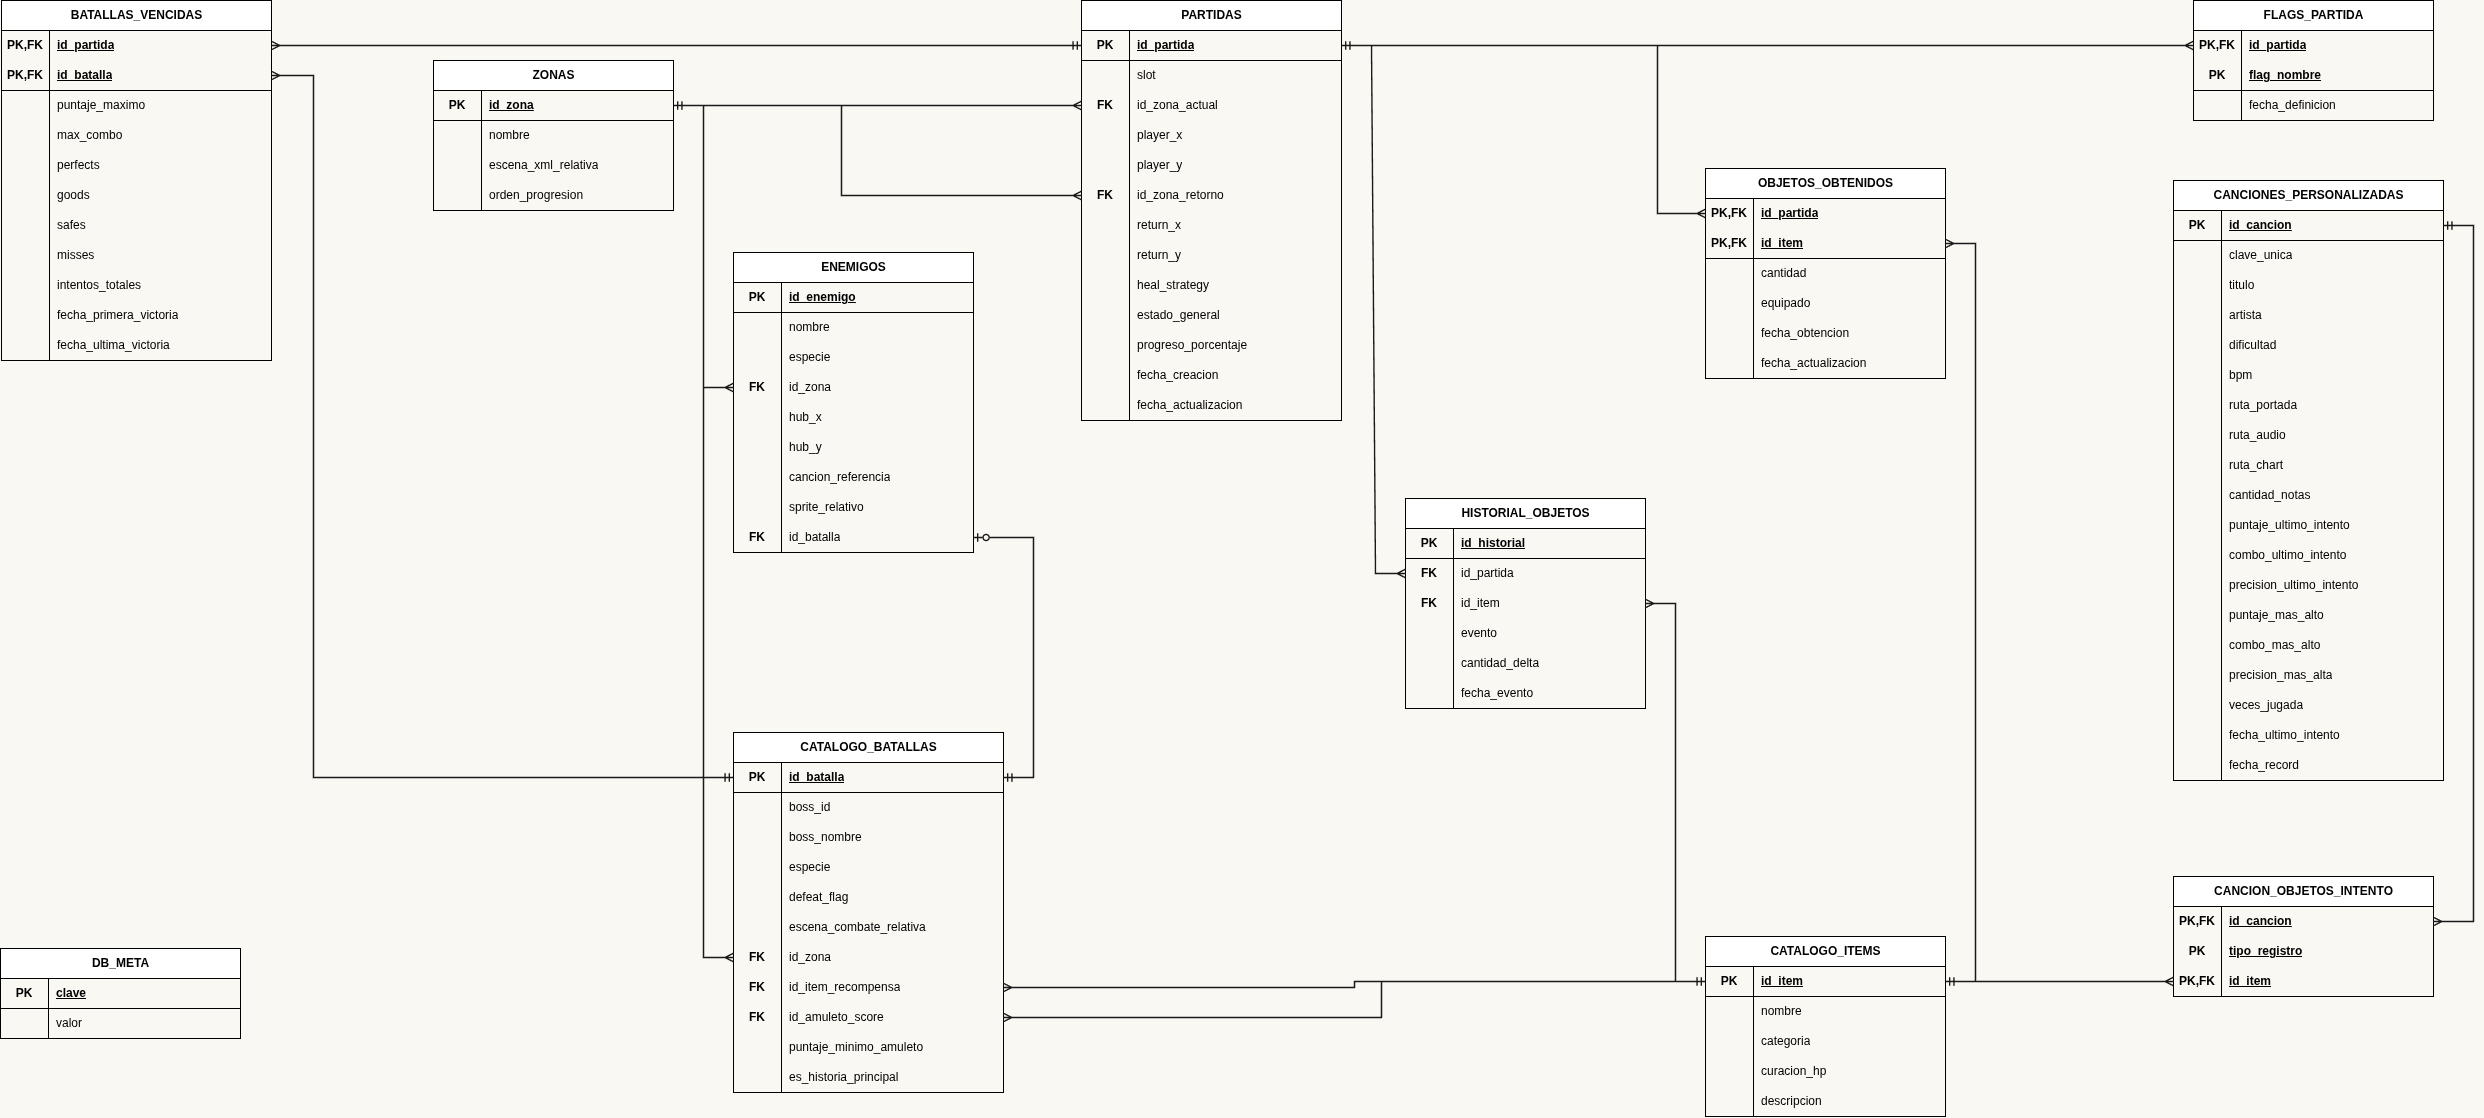 BATALLAS_VENCIDAS
PK,FK id_partida
PK,FK id_batalla
puntaje_maximo
max_combo
perfects
goods
safes
misses
intentos_totales
fecha_primera_victoria
fecha_ultima_victoria
ZONAS
PK id_zona
nombre
escena_xml_relativa
orden_progresion
PARTIDAS
PK id_partida
slot
FK id_zona_actual
player_x
player_y
FK id_zona_retorno
return_x
return_y
heal_strategy
estado_general
progreso_porcentaje
fecha_creacion
fecha_actualizacion
FLAGS_PARTIDA
PK,FK id_partida
PK flag_nombre
fecha_definicion
OBJETOS_OBTENIDOS
PK,FK id_partida
PK,FK id_item
cantidad
equipado
fecha_obtencion
fecha_actualizacion
CANCIONES_PERSONALIZADAS
PK id_cancion
clave_unica
titulo
artista
dificultad
bpm
ruta_portada
ruta_audio
ruta_chart
cantidad_notas
puntaje_ultimo_intento
combo_ultimo_intento
precision_ultimo_intento
puntaje_mas_alto
combo_mas_alto
precision_mas_alta
veces_jugada
fecha_ultimo_intento
fecha_record
ENEMIGOS
PK id_enemigo
nombre
especie
FK id_zona
hub_x
hub_y
cancion_referencia
sprite_relativo
FK id_batalla
HISTORIAL_OBJETOS
PK id_historial
FK id_partida
FK id_item
evento
cantidad_delta
fecha_evento
CATALOGO_BATALLAS
PK id_batalla
boss_id
boss_nombre
especie
defeat_flag
escena_combate_relativa
FK id_zona
FK id_item_recompensa
FK id_amuleto_score
puntaje_minimo_amuleto
es_historia_principal
CANCION_OBJETOS_INTENTO
PK,FK id_cancion
PK tipo_registro
PK,FK id_item
DB_META
PK clave
valor
CATALOGO_ITEMS
PK id_item
nombre
categoria
curacion_hp
descripcion